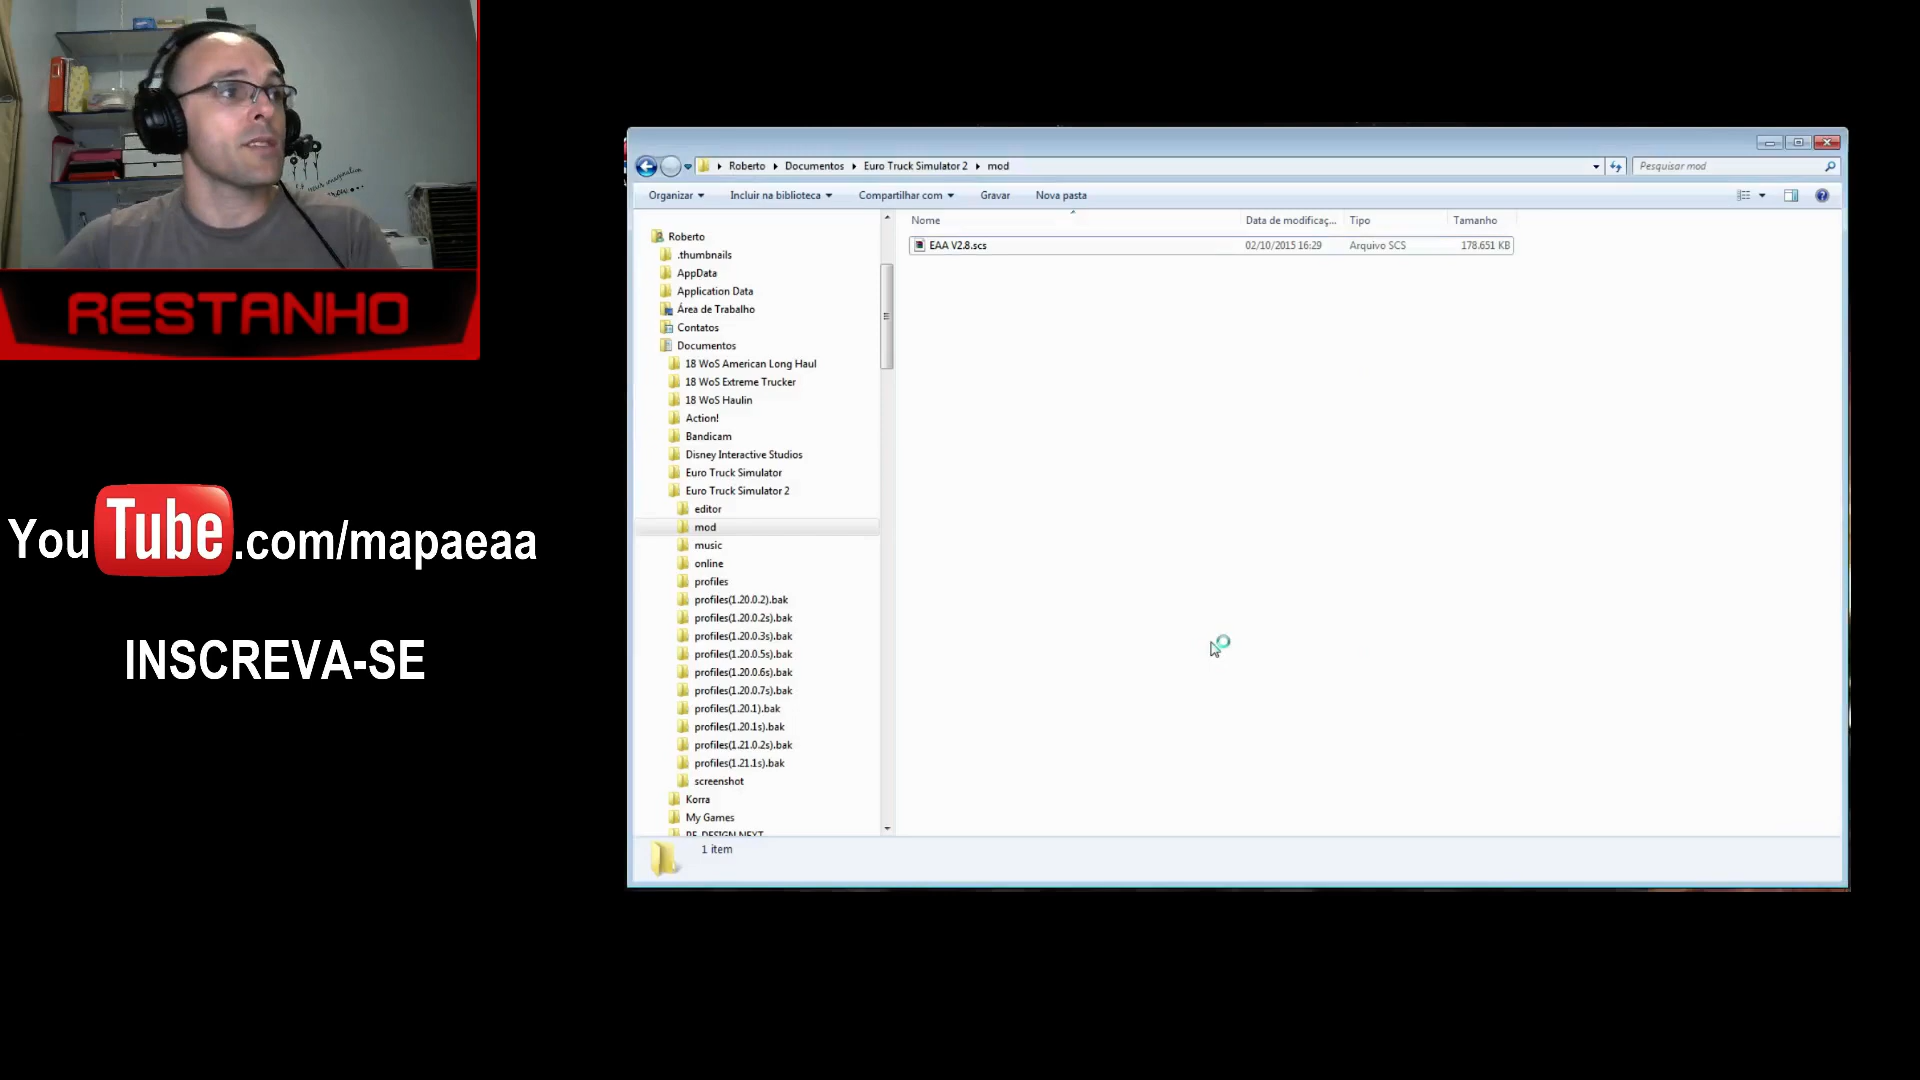 RESTANHO
YouTube.com/mapaeaa
INSCREVA-SE
Roberto Documentos Euro Truck Simulator 2 mod
Pesquisar mod
Organizar Incluir na biblioteca Compartilhar com Gravar Nova pasta
Nome Data de modificaç... Tipo Tamanho
EAA V2.8.scs 02/10/2015 16:29 Arquivo SCS 178.651 KB
Roberto
.thumbnails
AppData
Application Data
Área de Trabalho
Contatos
Documentos
18 WoS American Long Haul
18 WoS Extreme Trucker
18 WoS Haulin
Action!
Bandicam
Disney Interactive Studios
Euro Truck Simulator
Euro Truck Simulator 2
editor
mod
music
online
profiles
profiles(1.20.0.2).bak
profiles(1.20.0.2s).bak
profiles(1.20.0.3s).bak
profiles(1.20.0.5s).bak
profiles(1.20.0.6s).bak
profiles(1.20.0.7s).bak
profiles(1.20.1).bak
profiles(1.20.1s).bak
profiles(1.21.0.2s).bak
profiles(1.21.1s).bak
screenshot
Korra
My Games
1 item